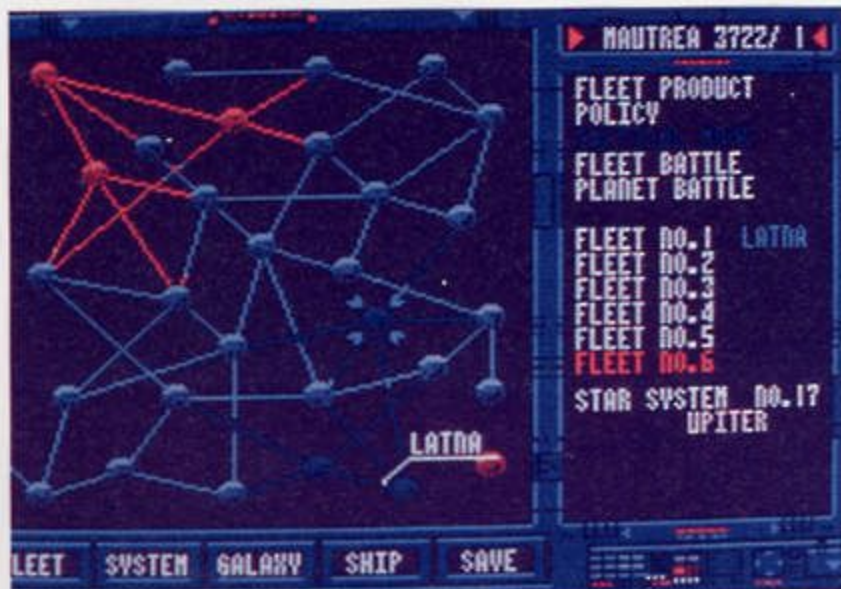 MAUTREA 3722/ 1
FLEET PRODUCT
POLICY
FLEET BATTLE
PLANET BATTLE
FLEET NO.1 LATNA
FLEET NO.2
FLEET NO.3
FLEET NO.4
FLEET NO.5
FLEET NO.6
STAR SYSTEM NO.17
UPITER
LATNA
LEET SYSTEM GALAXY SHIP SAVE